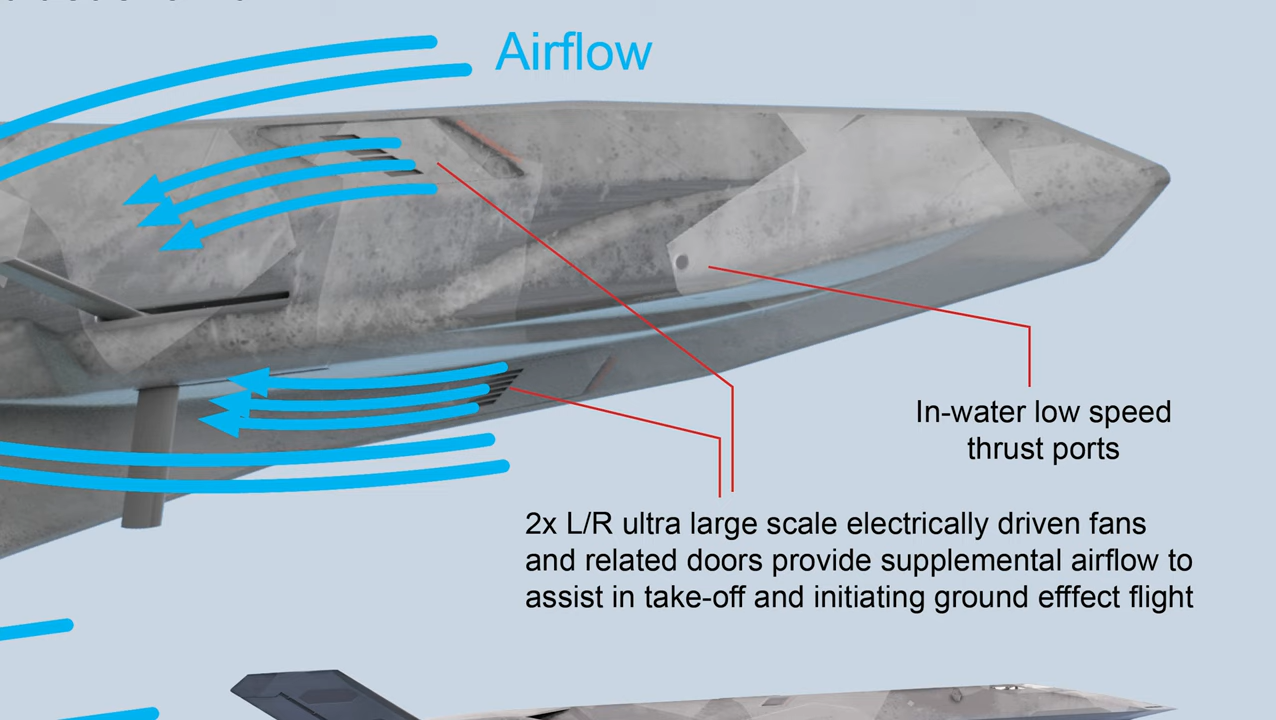 Airflow
In-water low speed
thrust ports
2x L/R ultra large scale electrically driven fans
and related doors provide supplemental airflow to
assist in take-off and initiating ground efffect flight